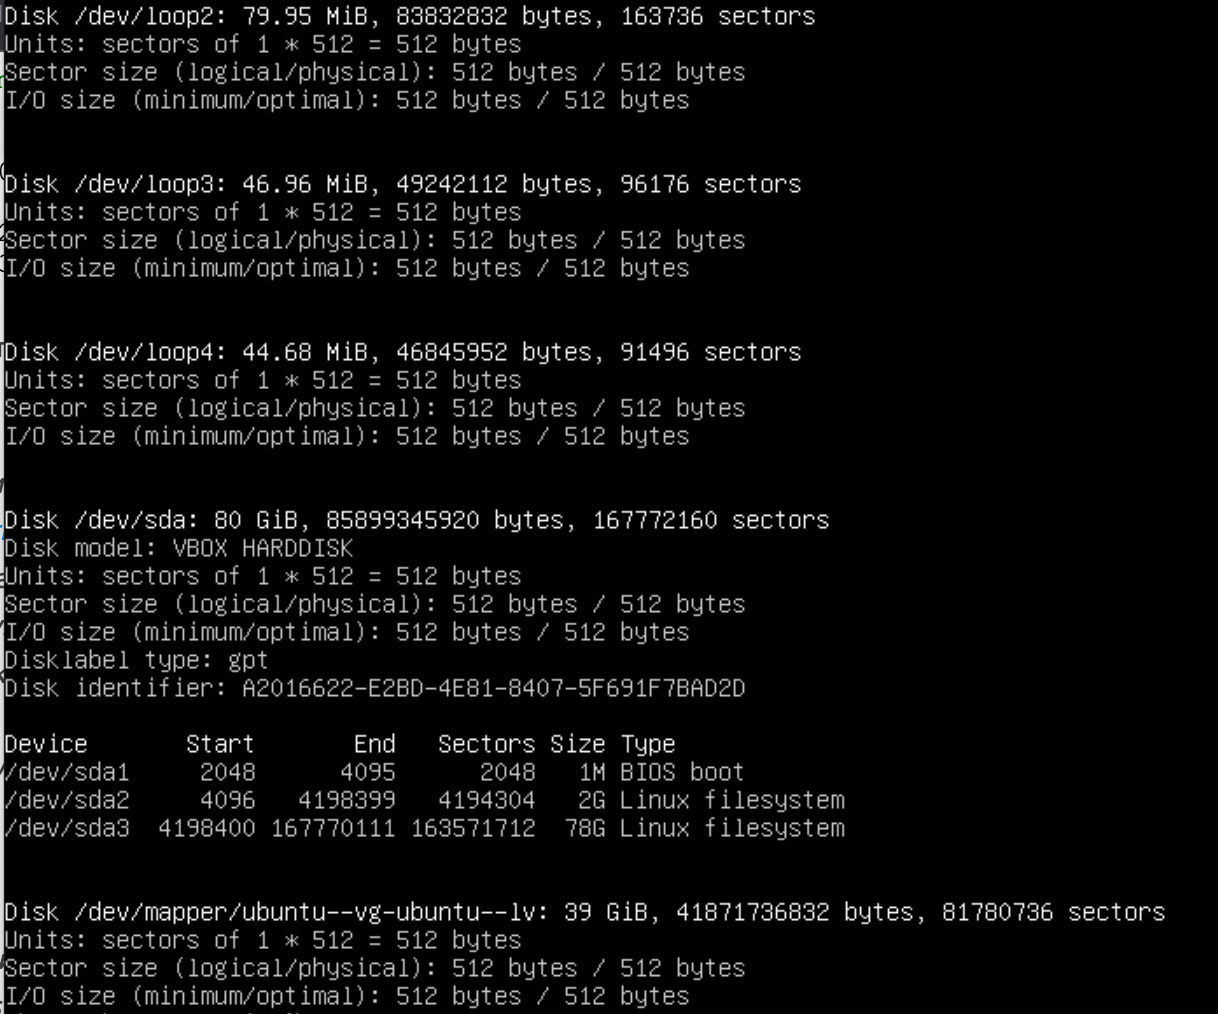 Disk /dev/loop2: 79.95 MiB, 83832832 bytes, 163736 sectors
Units: sectors of 1 * 512 = 512 bytes
Sector size (logical/physical): 512 bytes / 512 bytes
I/O size (minimum/optimal): 512 bytes / 512 bytes
Disk /dev/loop3: 46.96 MiB, 49242112 bytes, 96176 sectors
Units: sectors of 1 * 512 = 512 bytes
Sector size (logical/physical): 512 bytes / 512 bytes
I/O size (minimum/optimal): 512 bytes / 512 bytes
Disk /dev/loop4: 44.68 MiB, 46845952 bytes, 91496 sectors
Units: sectors of 1 * 512 = 512 bytes
Sector size (logical/physical): 512 bytes / 512 bytes
I/O size (minimum/optimal): 512 bytes / 512 bytes
Disk /dev/sda: 80 GiB, 85899345920 bytes, 167772160 sectors
Disk model: VBOX HARDDISK
Units: sectors of 1 * 512 = 512 bytes
Sector size (logical/physical): 512 bytes / 512 bytes
I/O size (minimum/optimal): 512 bytes / 512 bytes
Disklabel type: gpt
Disk identifier: A2016622-E2BD-4E81-8407-5F691F7BAD2D
Device Start End Sectors Size Type
/dev/sda1 2048 4095 2048 1M BIOS boot
/dev/sda2 4096 4198399 4194304 2G Linux filesystem
/dev/sda3 4198400 167770111 163571712 78G Linux filesystem
Disk /dev/mapper/ubuntu--vg-ubuntu--lv: 39 GiB, 41871736832 bytes, 81780736 sectors
Units: sectors of 1 * 512 = 512 bytes
Sector size (logical/physical): 512 bytes / 512 bytes
I/O size (minimum/optimal): 512 bytes / 512 bytes